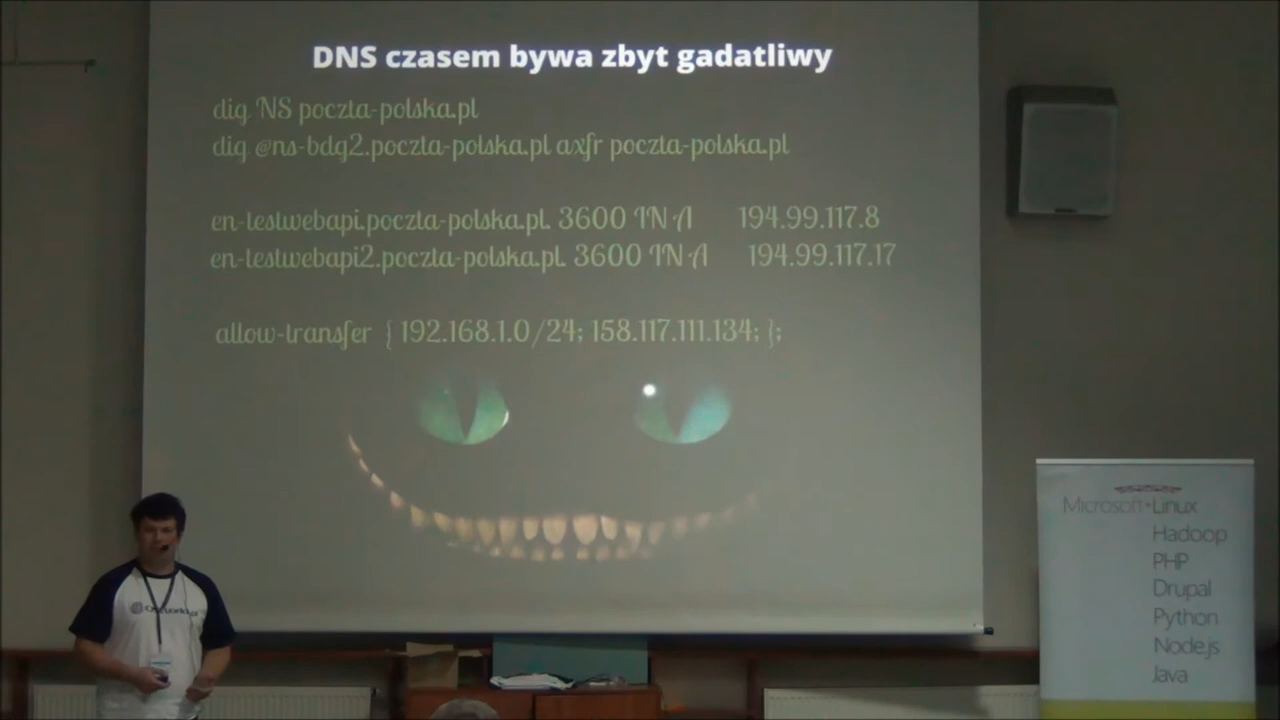 DNS czasem bywa zbyt gadatliwy
dig NS poczta-polska.pl
dig @ns-bdg2.poczta-polska.pl axfr poczta-polska.pl
en-testwebapi.poczta-polska.pl. 3600 IN A 194.99.117.8
en-testwebapi2.poczta-polska.pl. 3600 IN A 194.99.117.17
allow-transfer { 192.168.1.0/24; 158.117.111.134; };
Microsoft+Linux
Hadoop
PHP
Drupal
Python
Node.js
Java